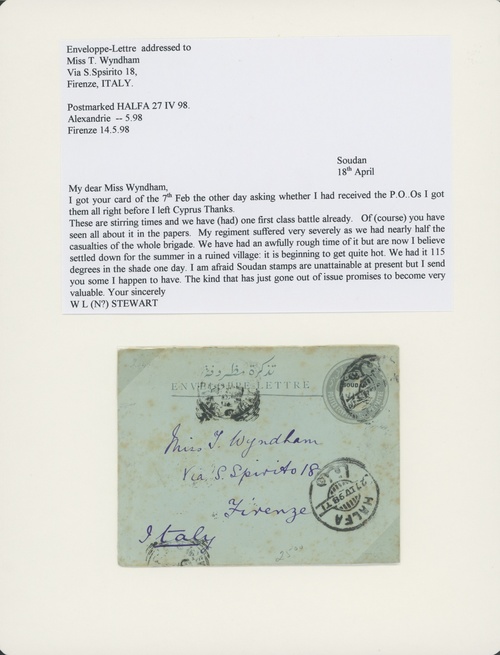 Enveloppe-Lettre addressed to
Miss T. Wyndham
Via S.Spsirito 18,
Firenze, ITALY.
Postmarked HALFA 27 IV 98.
Alexandrie -- 5.98
Firenze 14.5.98
Soudan
18th April
My dear Miss Wyndham,
I got your card of the 7th Feb the other day asking whether I had received the P.O..Os I got
them all right before I left Cyprus Thanks.
These are stirring times and we have (had) one first class battle already. Of (course) you have
seen all about it in the papers. My regiment suffered very severely as we had nearly half the
casualties of the whole brigade. We have had an awfully rough time of it but are now I believe
settled down for the summer in a ruined village: it is beginning to get quite hot. We had it 115
degrees in the shade one day. I am afraid Soudan stamps are unattainable at present but I send
you some I happen to have. The kind that has just gone out of issue promises to become very
valuable. Your sincerely
W L (N?) STEWART
تذكرة مظروفة
ENVELOPPE-LETTRE
Miss T. Wyndham
Via S. Spirito 18
Firenze
Italy
HALFA
27 IV 98